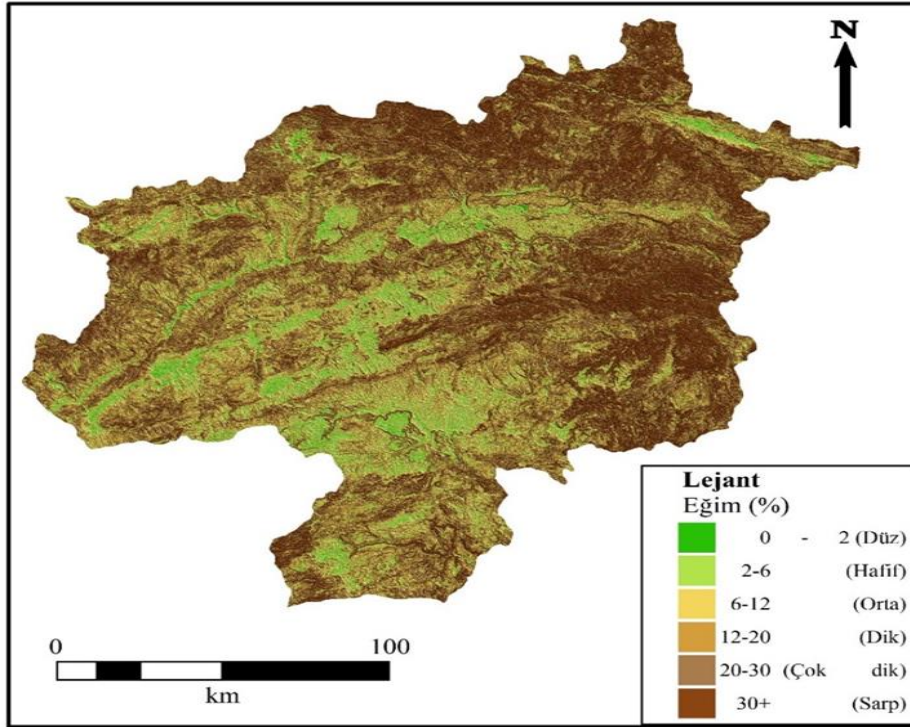 N
Lejant
Eğim (%)
0 - 2 (Düz)
2-6 (Hafif)
6-12 (Orta)
12-20 (Dik)
20-30 (Çok dik)
30+ (Sarp)
0 100
km